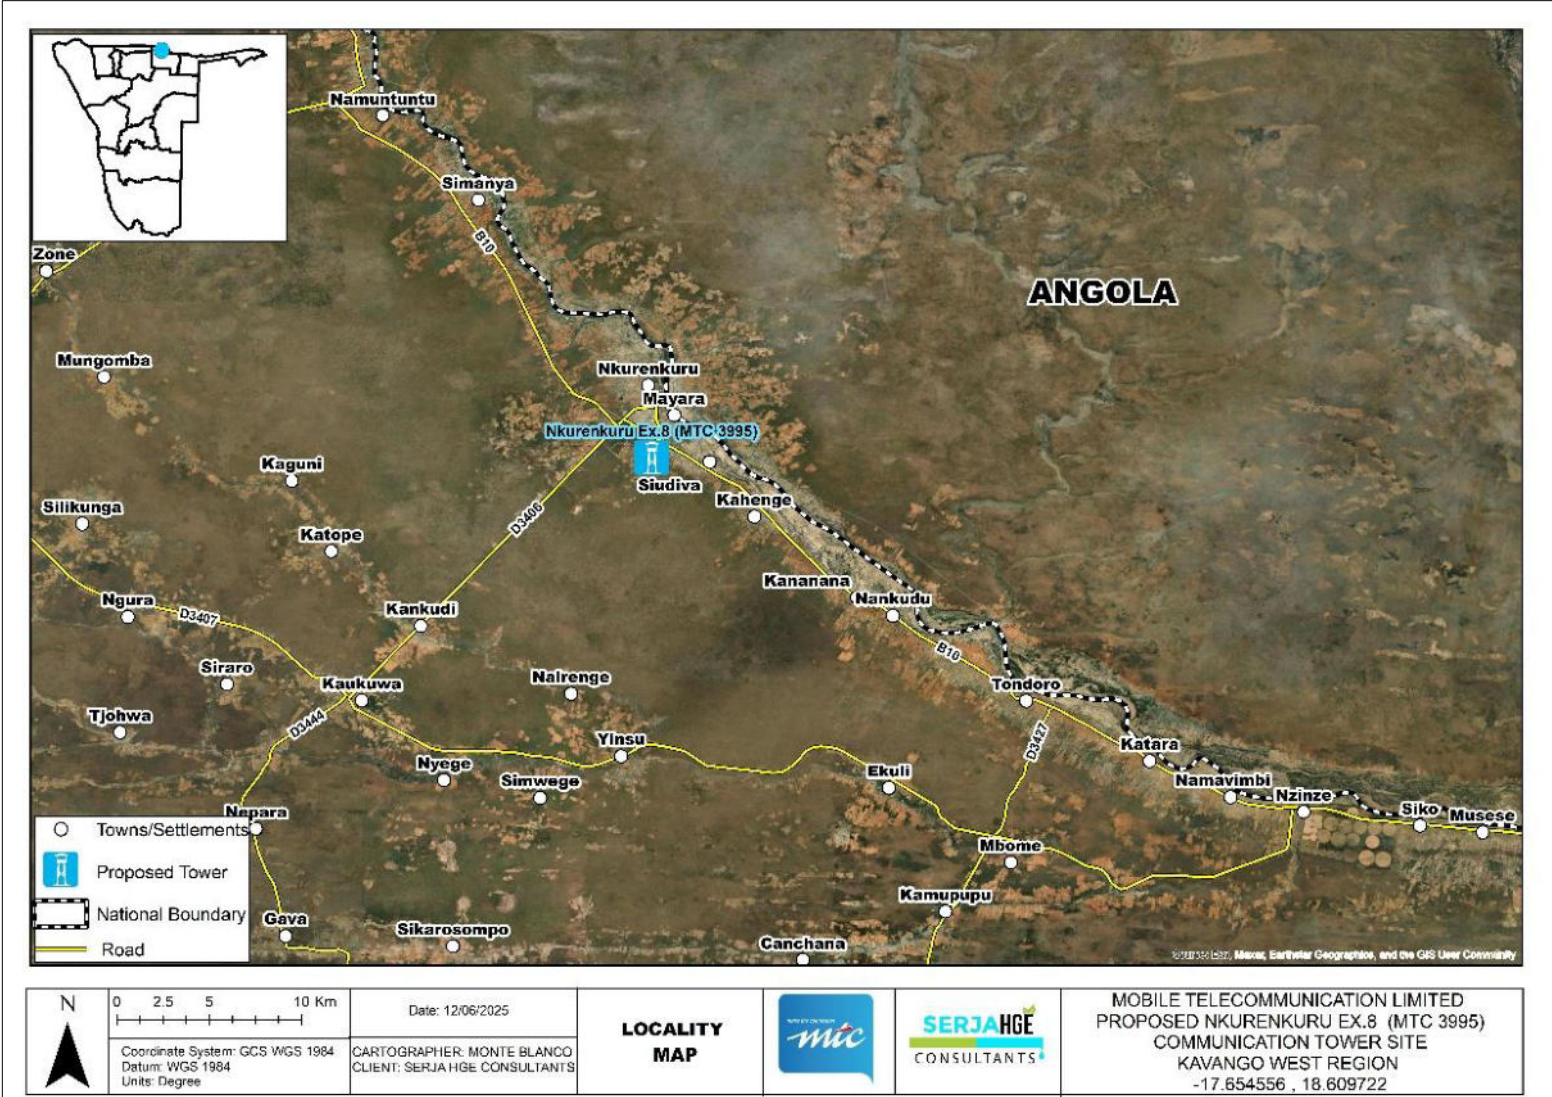 Namuntuntu
Simanya
B10
Zone
ANGOLA
Mungomba
Nkurenkuru
Mayara
Nkurenkuru Ex.8 (MTC 3995)
Siudiva
Kaguni
Kahenge
Silikunga
D3406
Katope
Kananana
Nankudu
Ngura
D3407
Kankudi
B10
Siraro
Kaukuwa
Nairenge
Tondoro
Tjohwa
D3444
D3427
Yinsu
Katara
Nyege
Simwege
Ekuli
Namavimbi
Nzinze
Siko
Musese
Nepara
Mbome
Kamupupu
Gava
Sikarosompo
Canchana
Towns/Settlements
Proposed Tower
National Boundary
Road
Maxar, Earthstar Geographics, and the GIS User Community
N
0 2.5 5 10 Km
Coordinate System: GCS WGS 1984
Datum: WGS 1984
Units: Degree
Date: 12/06/2025
CARTOGRAPHER: MONTE BLANCO
CLIENT: SERJA HGE CONSULTANTS
LOCALITY
MAP
mtc
SERJA HGE
CONSULTANTS
MOBILE TELECOMMUNICATION LIMITED
PROPOSED NKURENKURU EX.8 (MTC 3995)
COMMUNICATION TOWER SITE
KAVANGO WEST REGION
-17.654556 , 18.609722